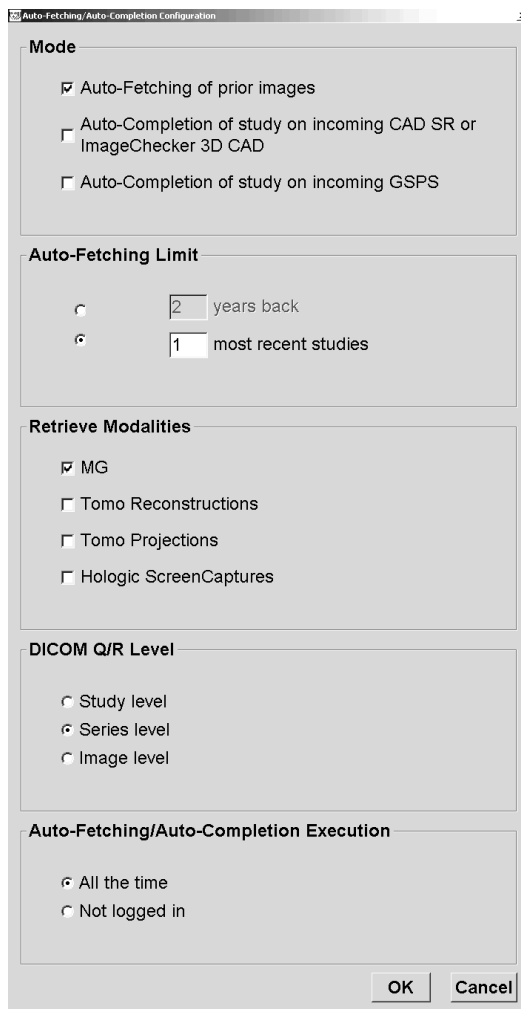 Auto-Fetching/Auto-Completion Configuration
Mode
Auto-Fetching of prior images
Auto-Completion of study on incoming CAD SR or
ImageChecker 3D CAD
Auto-Completion of study on incoming GSPS
Auto-Fetching Limit
2 years back
1 most recent studies
Retrieve Modalities
MG
Tomo Reconstructions
Tomo Projections
Hologic ScreenCaptures
DICOM Q/R Level
Study level
Series level
Image level
Auto-Fetching/Auto-Completion Execution
All the time
Not logged in
OK Cancel